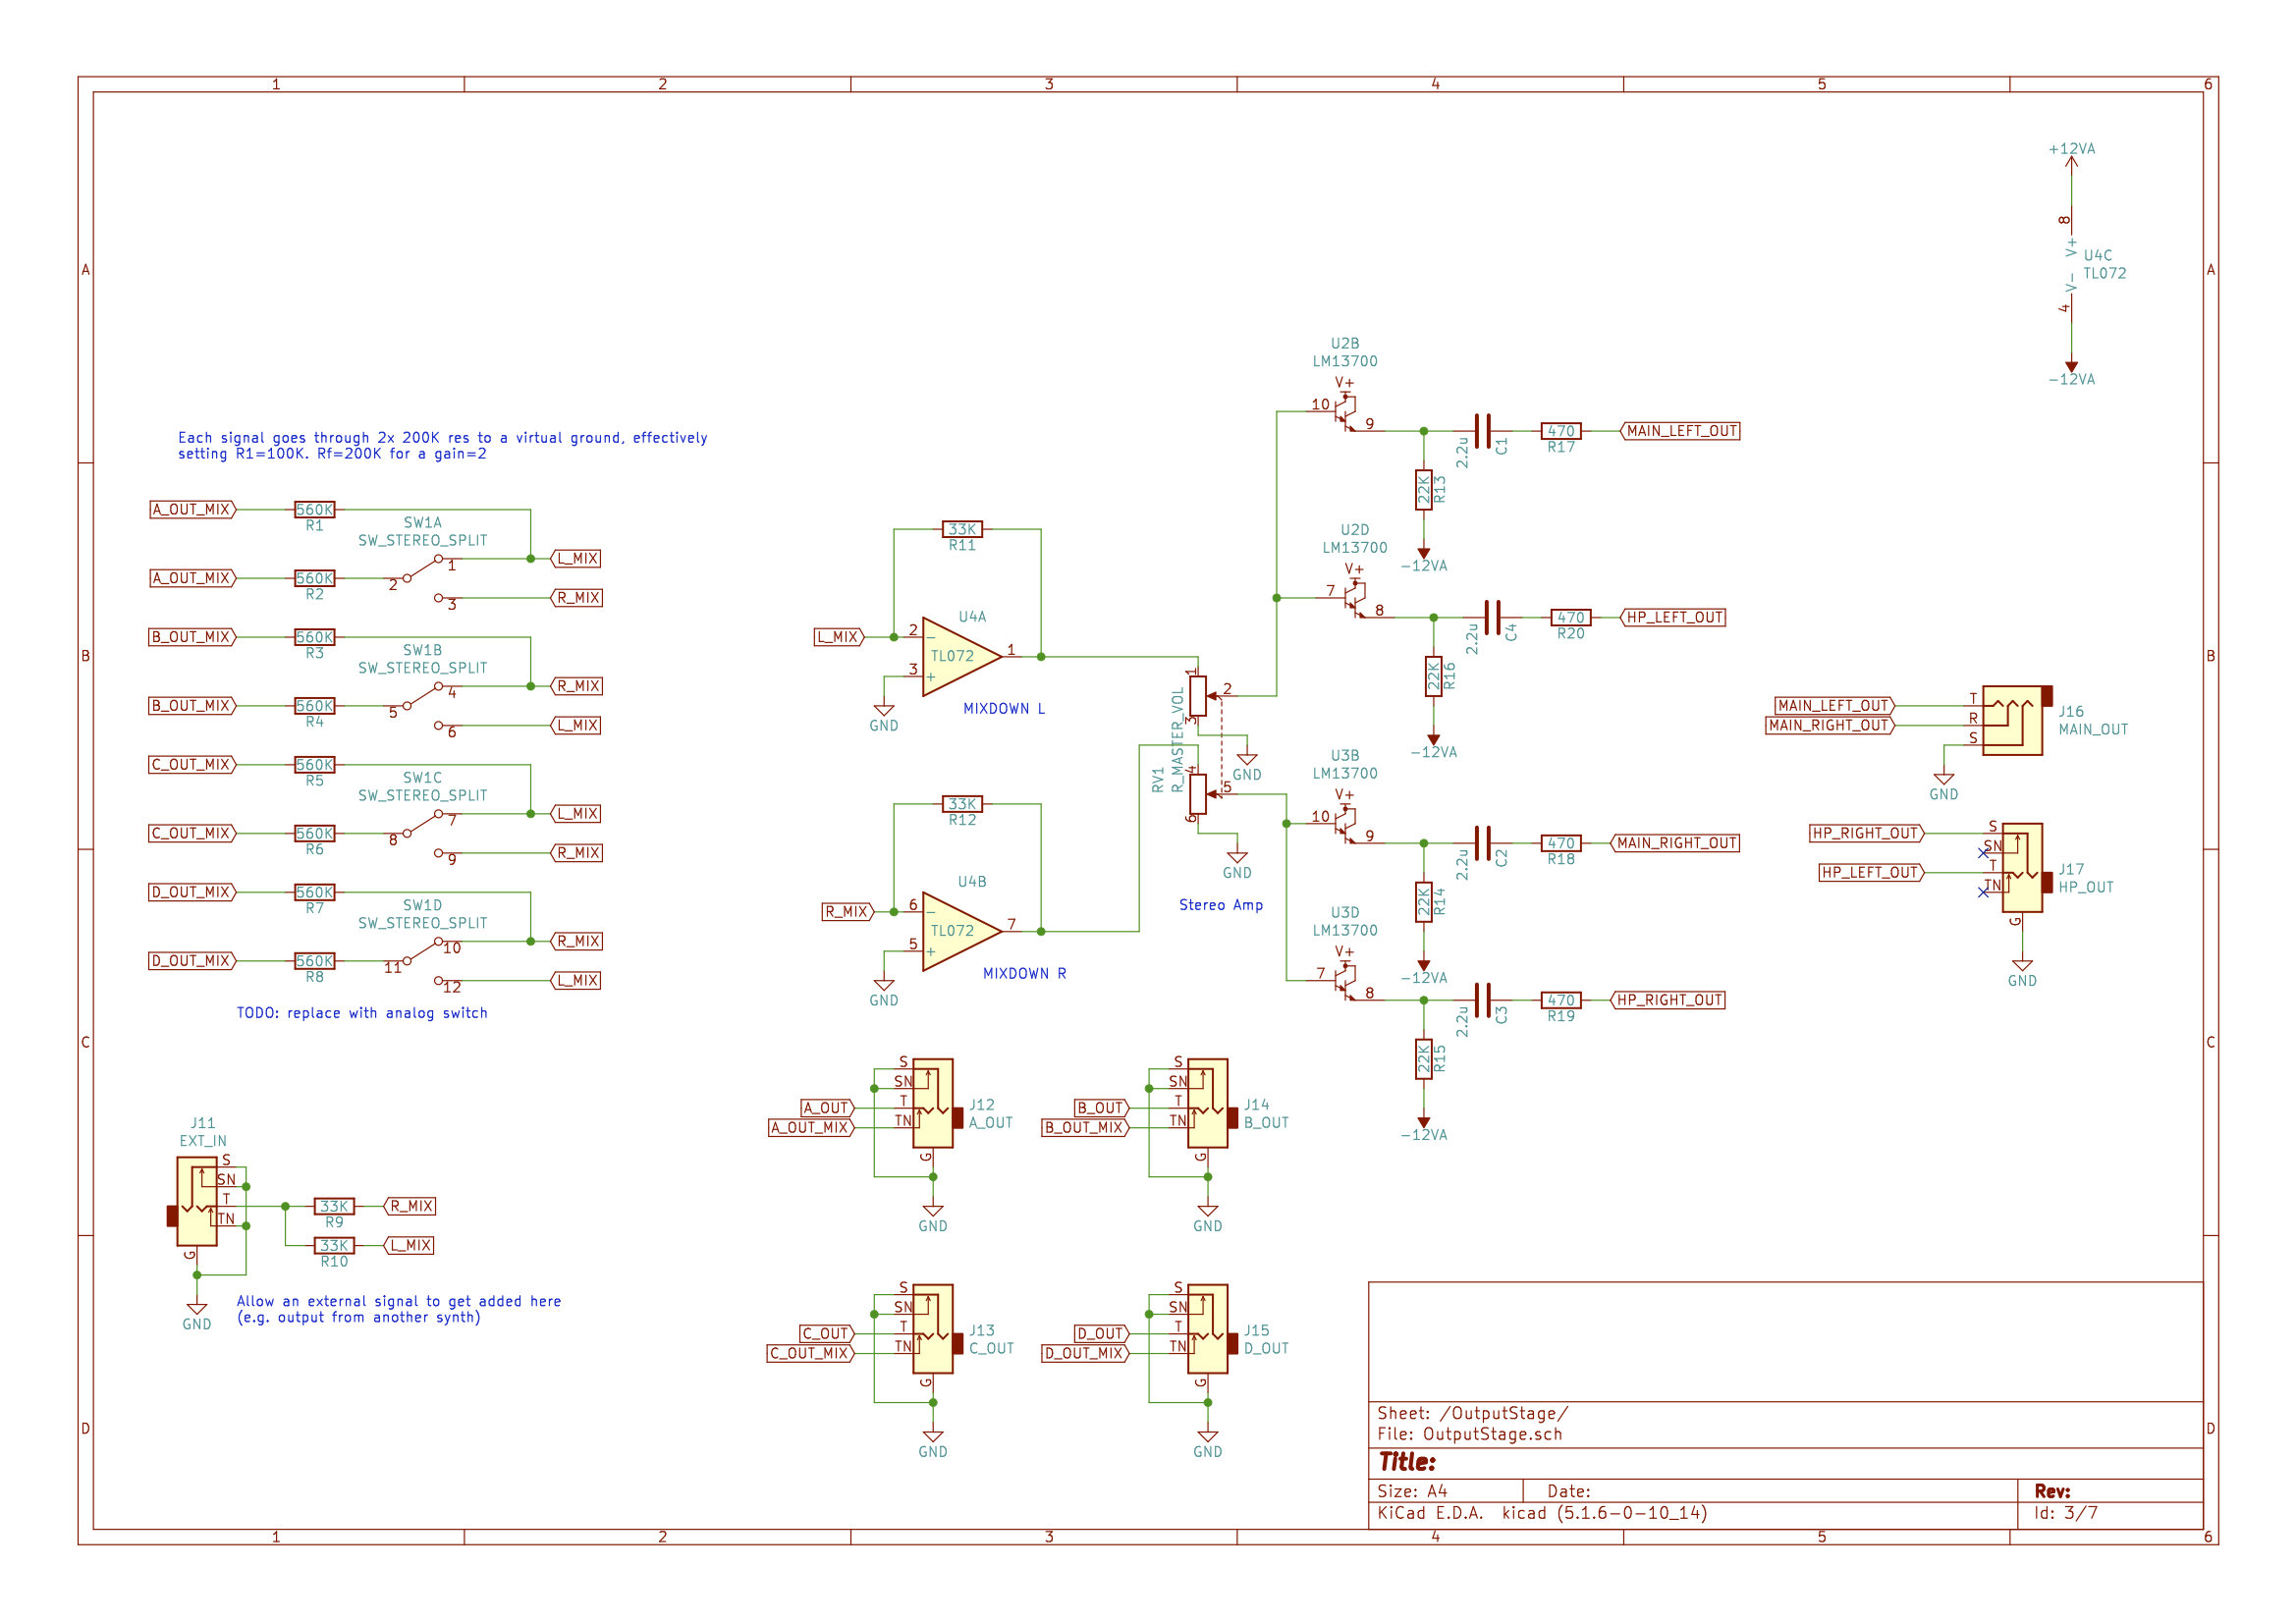 1 2 3 4 5 6
+12VA
8
V+
U4C
A
V-
TL072
A
4
-12VA
U2B
LM13700
V+
10
9
2.2u
C1
470
R17
MAIN_LEFT_OUT
22K
R13
-12VA
Each signal goes through 2x 200K res to a virtual ground, effectively
setting R1=100K. Rf=200K for a gain=2
A_OUT_MIX
560K
R1
SW1A
SW_STEREO_SPLIT
1
L_MIX
A_OUT_MIX
560K
R2
2
3
R_MIX
B_OUT_MIX
560K
R3
SW1B
SW_STEREO_SPLIT
4
R_MIX
B_OUT_MIX
560K
R4
5
6
L_MIX
C_OUT_MIX
560K
R5
SW1C
SW_STEREO_SPLIT
7
L_MIX
C_OUT_MIX
560K
R6
8
9
R_MIX
D_OUT_MIX
560K
R7
SW1D
SW_STEREO_SPLIT
10
R_MIX
D_OUT_MIX
560K
R8
11
12
L_MIX
TODO: replace with analog switch
33K
R11
U4A
L_MIX
2
-
TL072
1
3
+
GND
MIXDOWN L
33K
R12
U4B
R_MIX
6
-
TL072
7
5
+
GND
MIXDOWN R
1
2
3
RV1
R_MASTER_VOL
GND
4
5
6
GND
Stereo Amp
U2D
LM13700
V+
7
8
2.2u
C4
470
R20
HP_LEFT_OUT
22K
R16
-12VA
U3B
LM13700
V+
10
9
2.2u
C2
470
R18
MAIN_RIGHT_OUT
22K
R14
-12VA
U3D
LM13700
V+
7
8
2.2u
C3
470
R19
HP_RIGHT_OUT
22K
R15
-12VA
B
B
MAIN_LEFT_OUT
T
MAIN_RIGHT_OUT
R
S
J16
MAIN_OUT
GND
HP_RIGHT_OUT
S
SN
HP_LEFT_OUT
T
TN
G
J17
HP_OUT
GND
C
C
J11
EXT_IN
S
SN
T
TN
G
GND
33K
R9
R_MIX
33K
R10
L_MIX
Allow an external signal to get added here
(e.g. output from another synth)
S
SN
A_OUT
T
A_OUT_MIX
TN
G
J12
A_OUT
GND
S
SN
B_OUT
T
B_OUT_MIX
TN
G
J14
B_OUT
GND
S
SN
C_OUT
T
C_OUT_MIX
TN
G
J13
C_OUT
GND
S
SN
D_OUT
T
D_OUT_MIX
TN
G
J15
D_OUT
GND
D
D
Sheet: /OutputStage/
File: OutputStage.sch
Title:
Size: A4
Date:
Rev:
KiCad E.D.A. kicad (5.1.6-0-10_14)
Id: 3/7
1 2 3 4 5 6